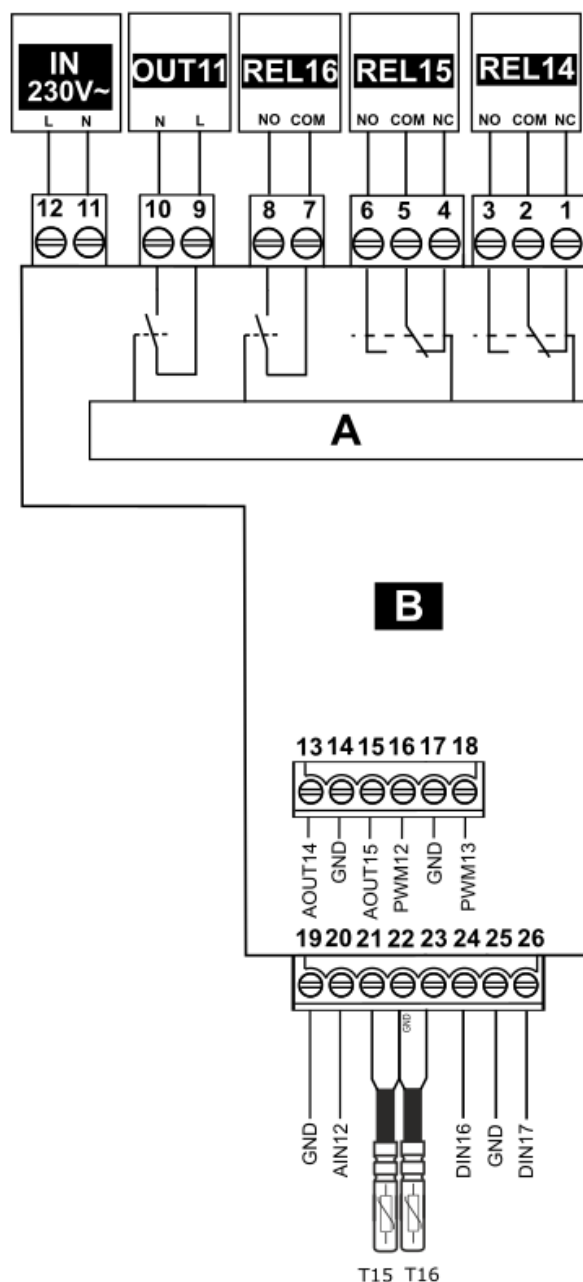 IN OUT11 REL16 REL15 REL14
230V~
L N N L NO COM NO COM NC NO COM NC
12 11 10 9 8 7 6 5 4 3 2 1
A
B
13 14 15 16 17 18
AOUT14 GND AOUT15 PWM12 GND PWM13
19 20 21 22 23 24 25 26
GND
GND AIN12 DIN16 GND DIN17
T15 T16